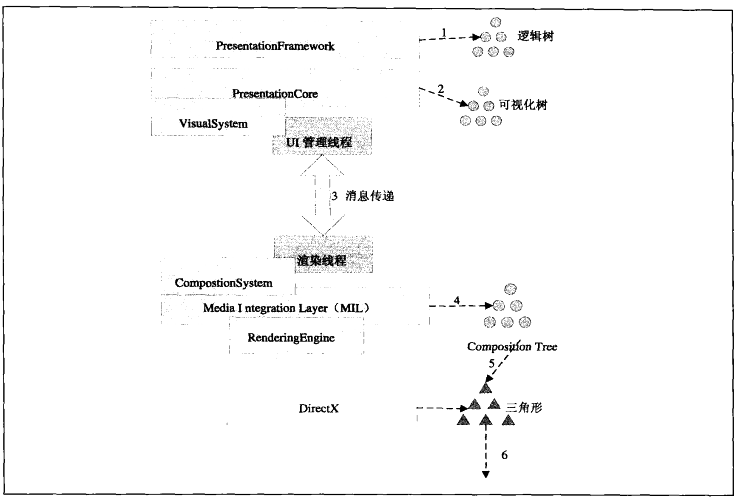 PresentationFramework
1
逻辑树
PresentationCore
2
可视化树
VisualSystem
UI 管理线程
3 消息传递
渲染线程
CompostionSystem
Media I ntegration Layer（MIL）
4
RenderingEngine
Composition Tree
5
DirectX
三角形
6